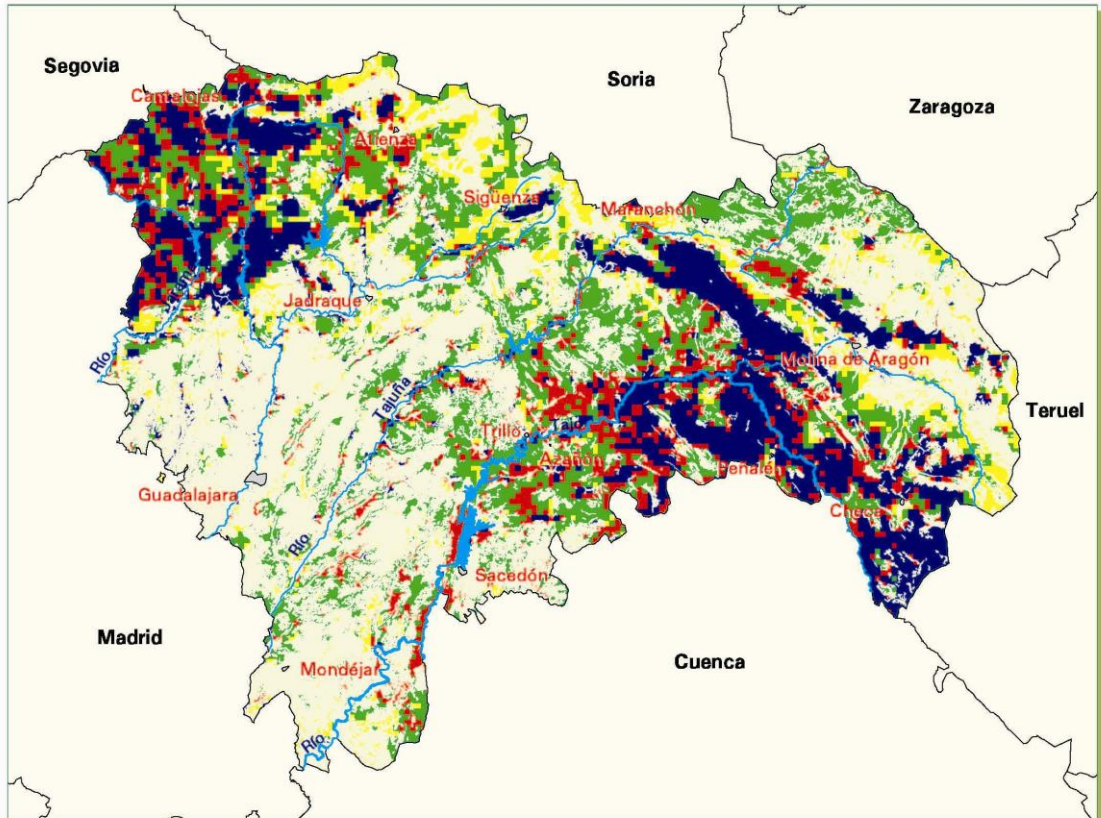 Segovia
Soria
Zaragoza
Cantalojas
Atienza
Sigüenza
Maranchón
Jadraque
Río
Molina de Aragón
Tajuña
Teruel
Trillo
Tajo
Azañón
Peñalén
Guadalajara
Checa
Río
Sacedón
Madrid
Cuenca
Mondéjar
Río